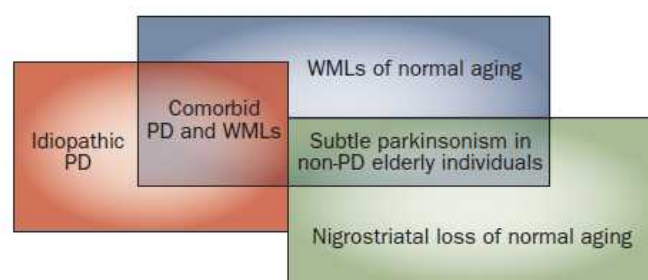 WMLs of normal aging
Comorbid
PD and WMLs
Idiopathic
PD
Subtle parkinsonism in
non-PD elderly individuals
Nigrostriatal loss of normal aging